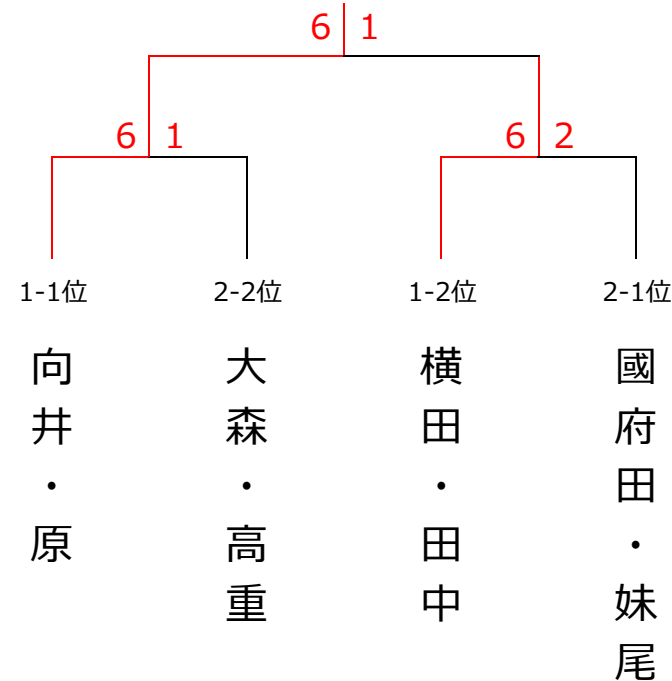 6 1
6 1
6 2
1-1位
2-2位
1-2位
2-1位
向井・原
大森・高重
横田・田中
國府田・妹尾